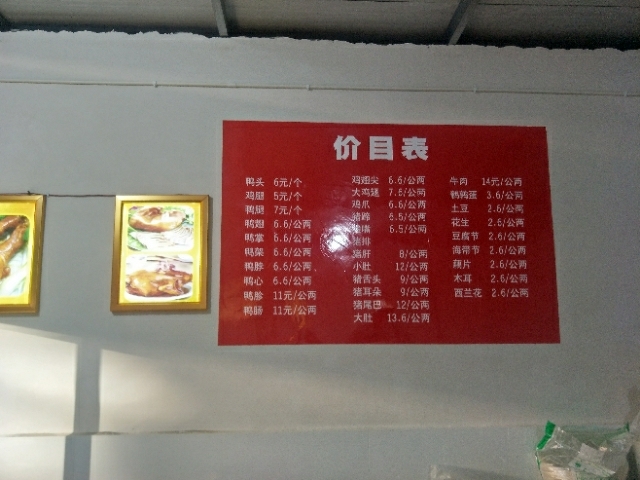 价目表
鸭头 6元/个
鸡腿 5元/个
鸭腿 7元/个
鸭翅 6.6/公两
鸭掌 6.6/公两
鸭架 6.6/公两
鸭脖 6.6/公两
鸭心 6.6/公两
鸭胗 11元/公两
鸭肠 11元/公两
鸡翅尖 6.6/公两
大鸡翅 7.6/公两
鸡爪 6.6/公两
猪蹄 6.5/公两
6.5/公两
猪排
猪肝 8/公两
小肚 12/公两
猪舌头 9/公两
猪耳朵 9/公两
猪尾巴 12/公两
大肚 13.6/公两
牛肉 14元/公两
鹌鹑蛋 3.6/公两
土豆 2.6/公两
花生 2.6/公两
豆腐节 2.6/公两
海带节 2.6/公两
藕片 2.6/公两
木耳 2.6/公两
西兰花 2.6/公两